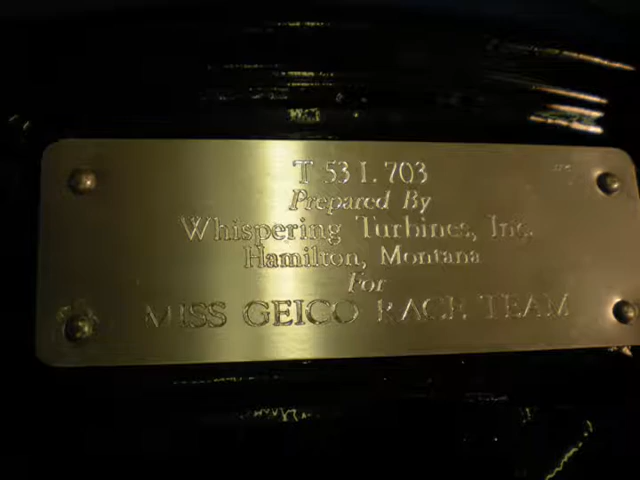 T 53 L 703
Prepared By
Whispering Turbines, Inc.
Hamilton, Montana
For
MISS GEICO RACE TEAM